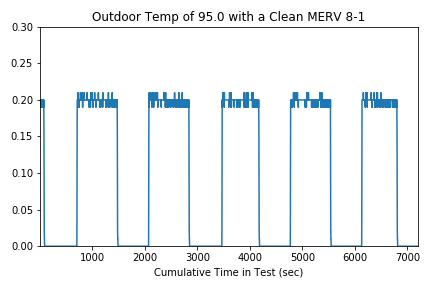 Outdoor Temp of 95.0 with a Clean MERV 8-1
0.30
0.25
0.20
0.15
0.10
0.05
0.00
1000 2000 3000 4000 5000 6000 7000
Cumulative Time in Test (sec)